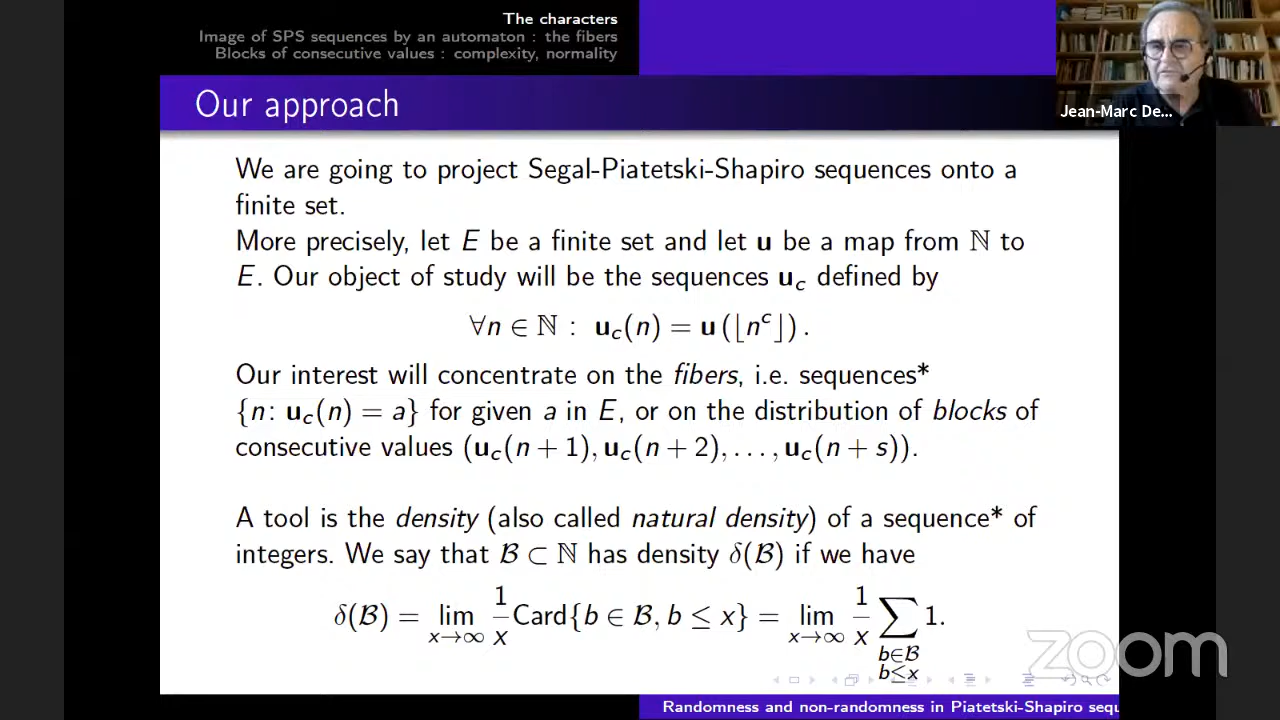 The characters
Image of SPS sequences by an automaton : the fibers
Blocks of consecutive values : complexity, normality
Jean-Marc De...
Our approach
We are going to project Segal-Piatetski-Shapiro sequences onto a
finite set.
More precisely, let E be a finite set and let u be a map from ℕ to
E. Our object of study will be the sequences u_c defined by
∀n ∈ ℕ : u_c(n) = u (⌊n^c⌋).
Our interest will concentrate on the fibers, i.e. sequences*
{n: u_c(n) = a} for given a in E, or on the distribution of blocks of
consecutive values (u_c(n + 1), u_c(n + 2), . . . , u_c(n + s)).
A tool is the density (also called natural density) of a sequence* of
integers. We say that ℬ ⊂ ℕ has density δ(ℬ) if we have
δ(ℬ) = lim_{x→∞} 1/x Card{b ∈ ℬ, b ≤ x} = lim_{x→∞} 1/x ∑_{b∈ℬ, b≤x} 1.
zoom
Randomness and non-randomness in Piatetski-Shapiro sequ